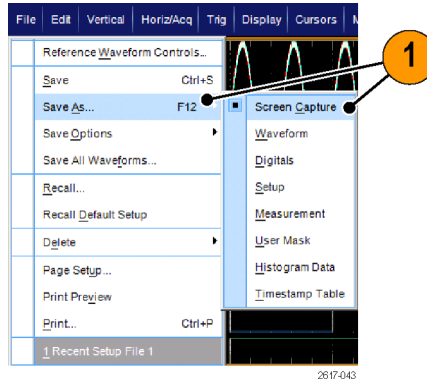 File Edit Vertical Horiz/Acq Trig Display Cursors
Reference Waveform Controls...
Save Ctrl+S
Save As... F12
Save Options
Save All Waveforms...
Recall...
Recall Default Setup
Delete
Page Setup...
Print Preview
Print... Ctrl+P
1 Recent Setup File 1
Screen Capture
Waveform
Digitals
Setup
Measurement
User Mask
Histogram Data
Timestamp Table
1
2617-043